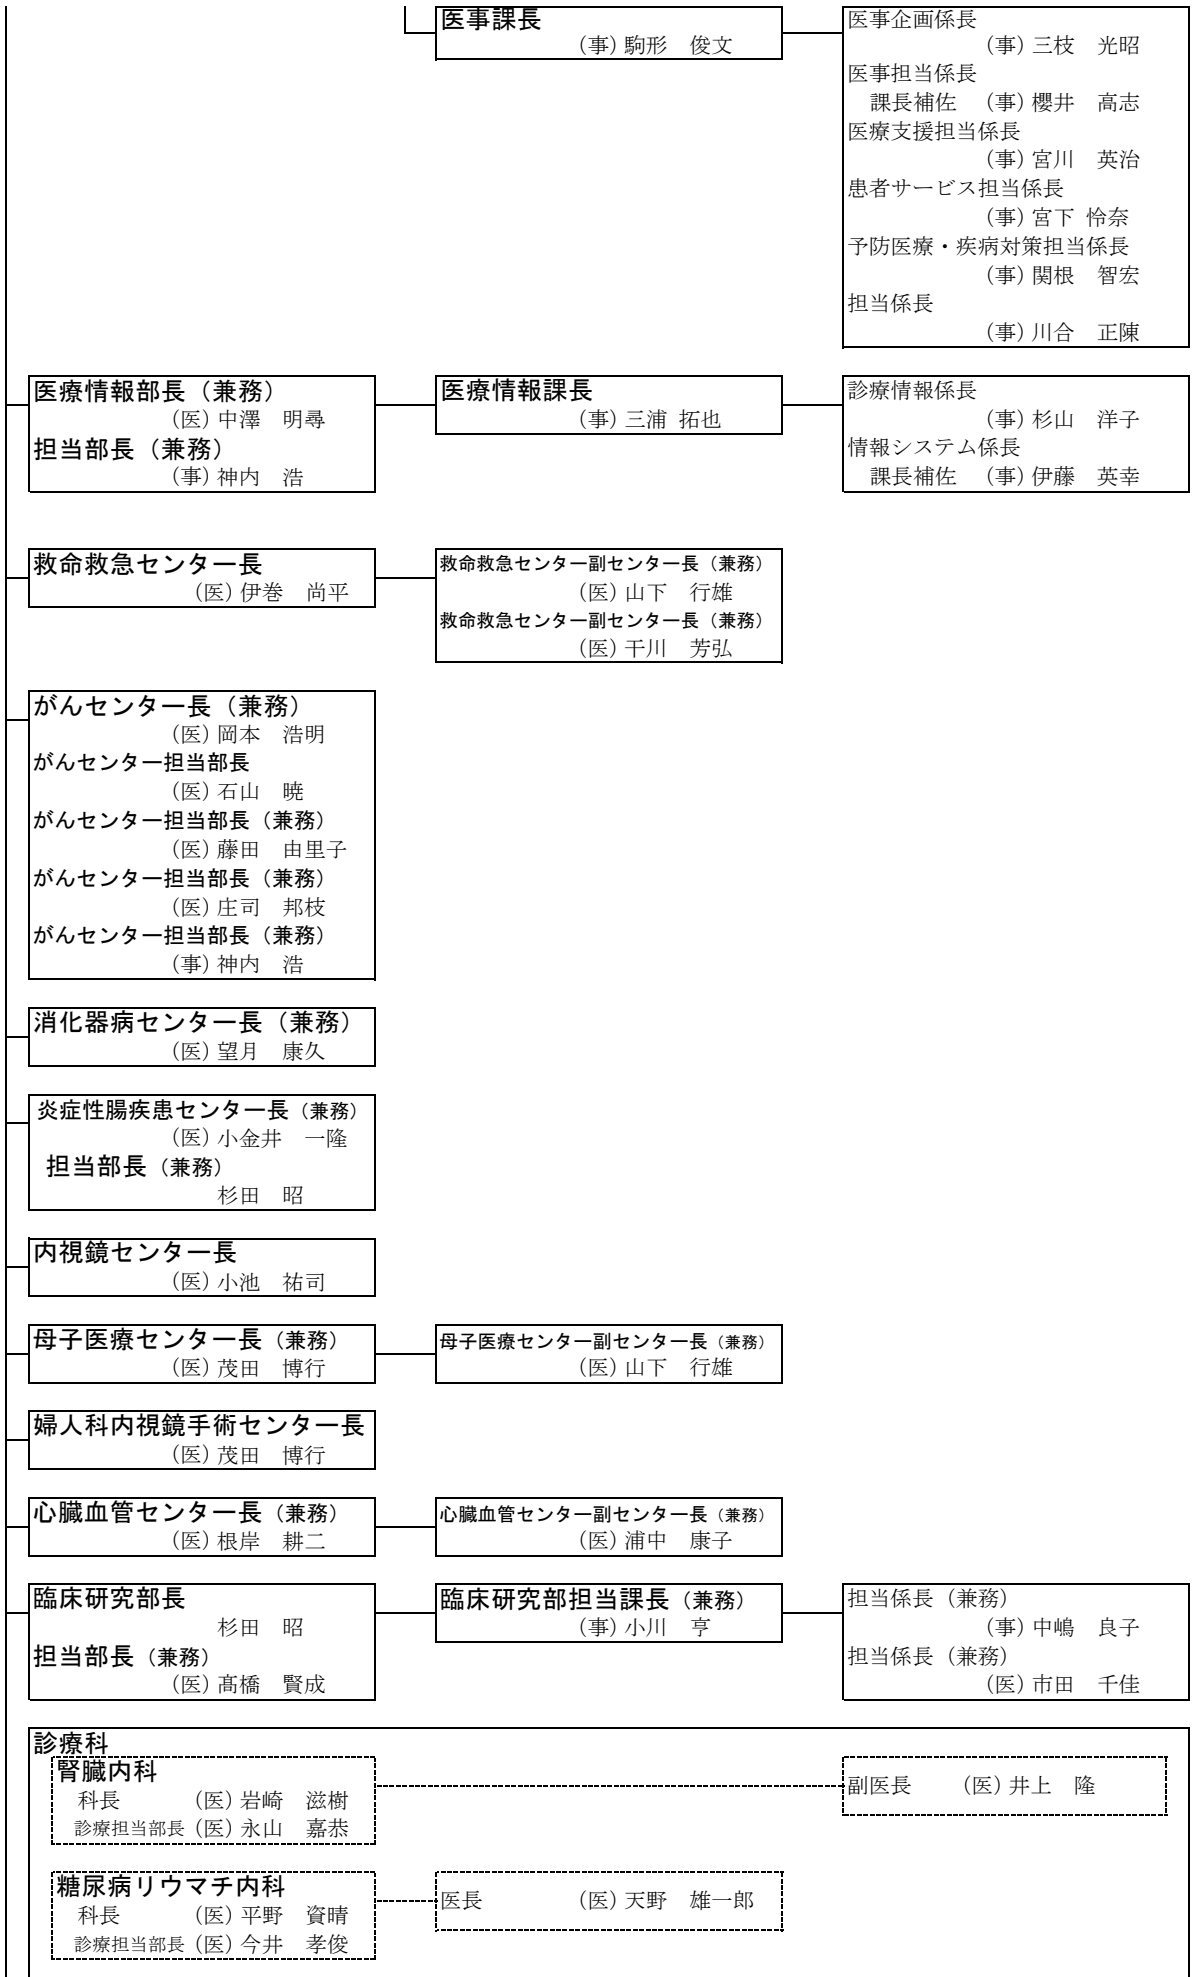 医事課長
（事）駒形　俊文
医事企画係長
（事）三枝　光昭
医事担当係長
課長補佐　（事）櫻井　高志
医療支援担当係長
（事）宮川　英治
患者サービス担当係長
（事）宮下 怜奈
予防医療・疾病対策担当係長
（事）関根　智宏
担当係長
（事）川合　正陳
医療情報部長（兼務）
（医）中澤　明尋
担当部長（兼務）
（事）神内　浩
医療情報課長
（事）三浦 拓也
診療情報係長
（事）杉山　洋子
情報システム係長
課長補佐　（事）伊藤　英幸
救命救急センター長
（医）伊巻　尚平
救命救急センター副センター長（兼務）
（医）山下　行雄
救命救急センター副センター長（兼務）
（医）干川　芳弘
がんセンター長（兼務）
（医）岡本　浩明
がんセンター担当部長
（医）石山　暁
がんセンター担当部長（兼務）
（医）藤田　由里子
がんセンター担当部長（兼務）
（医）庄司　邦枝
がんセンター担当部長（兼務）
（事）神内　浩
消化器病センター長（兼務）
（医）望月　康久
炎症性腸疾患センター長（兼務）
（医）小金井　一隆
担当部長（兼務）
杉田　昭
内視鏡センター長
（医）小池　祐司
母子医療センター長（兼務）
（医）茂田　博行
母子医療センター副センター長（兼務）
（医）山下　行雄
婦人科内視鏡手術センター長
（医）茂田　博行
心臓血管センター長（兼務）
（医）根岸　耕二
心臓血管センター副センター長（兼務）
（医）浦中　康子
臨床研究部長
杉田　昭
担当部長（兼務）
（医）髙橋　賢成
臨床研究部担当課長（兼務）
（事）小川　亨
担当係長（兼務）
（事）中嶋　良子
担当係長（兼務）
（医）市田　千佳
診療科
腎臓内科
科長　（医）岩崎　滋樹
診療担当部長（医）永山　嘉恭
副医長　（医）井上　隆
糖尿病リウマチ内科
科長　（医）平野　資晴
診療担当部長（医）今井　孝俊
医長　（医）天野　雄一郎